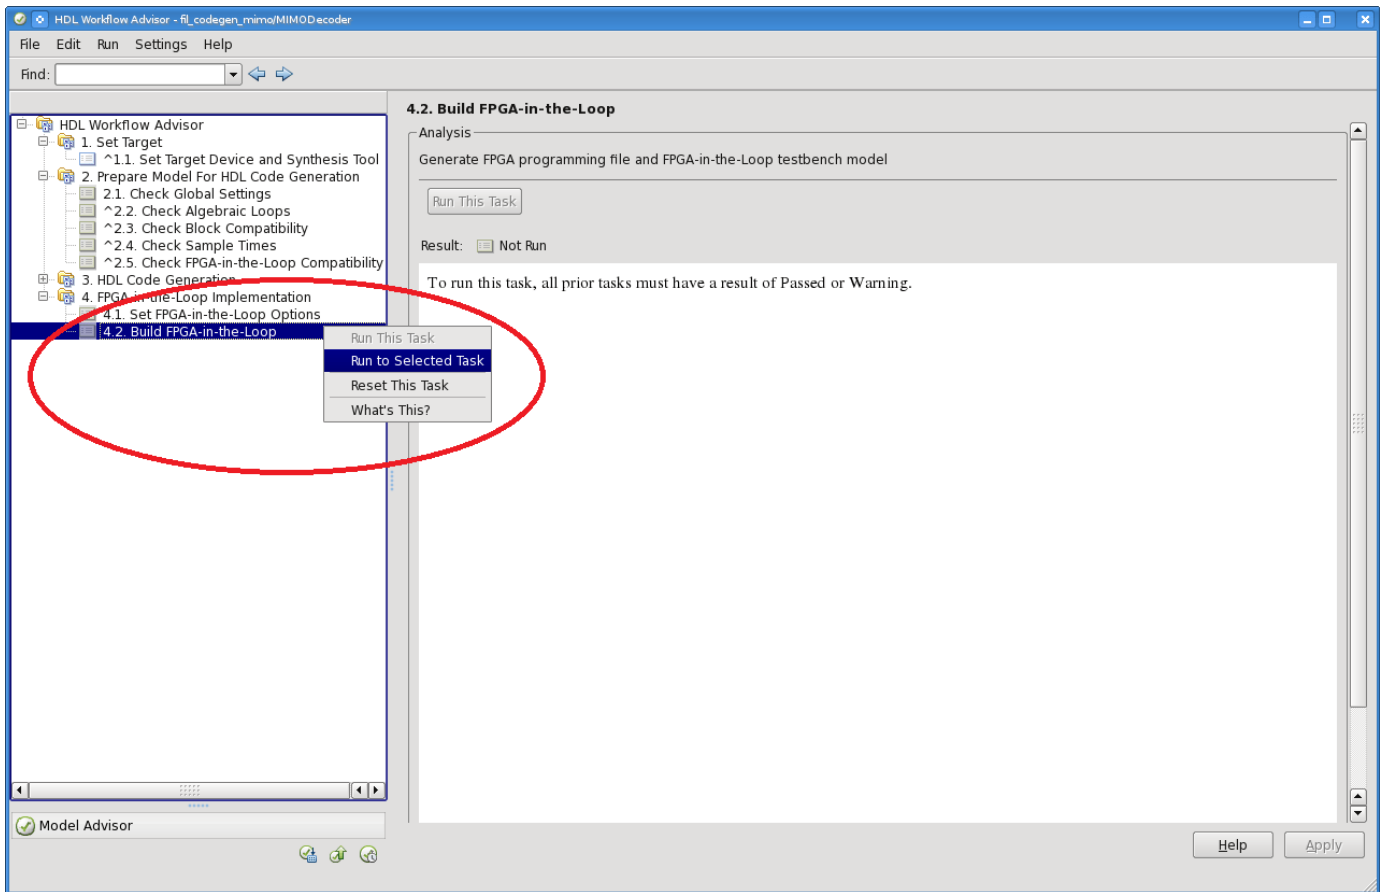 HDL Workflow Advisor - fil_codegen_mimo/MIMODecoder
File Edit Run Settings Help
Find:
HDL Workflow Advisor
1. Set Target
^1.1. Set Target Device and Synthesis Tool
2. Prepare Model For HDL Code Generation
2.1. Check Global Settings
^2.2. Check Algebraic Loops
^2.3. Check Block Compatibility
^2.4. Check Sample Times
^2.5. Check FPGA-in-the-Loop Compatibility
3. HDL Code Generation
4. FPGA-in-the-Loop Implementation
4.1. Set FPGA-in-the-Loop Options
4.2. Build FPGA-in-the-Loop
Run This Task
Run to Selected Task
Reset This Task
What's This?
Model Advisor
4.2. Build FPGA-in-the-Loop
Analysis
Generate FPGA programming file and FPGA-in-the-Loop testbench model
Run This Task
Result: Not Run
To run this task, all prior tasks must have a result of Passed or Warning.
Help Apply